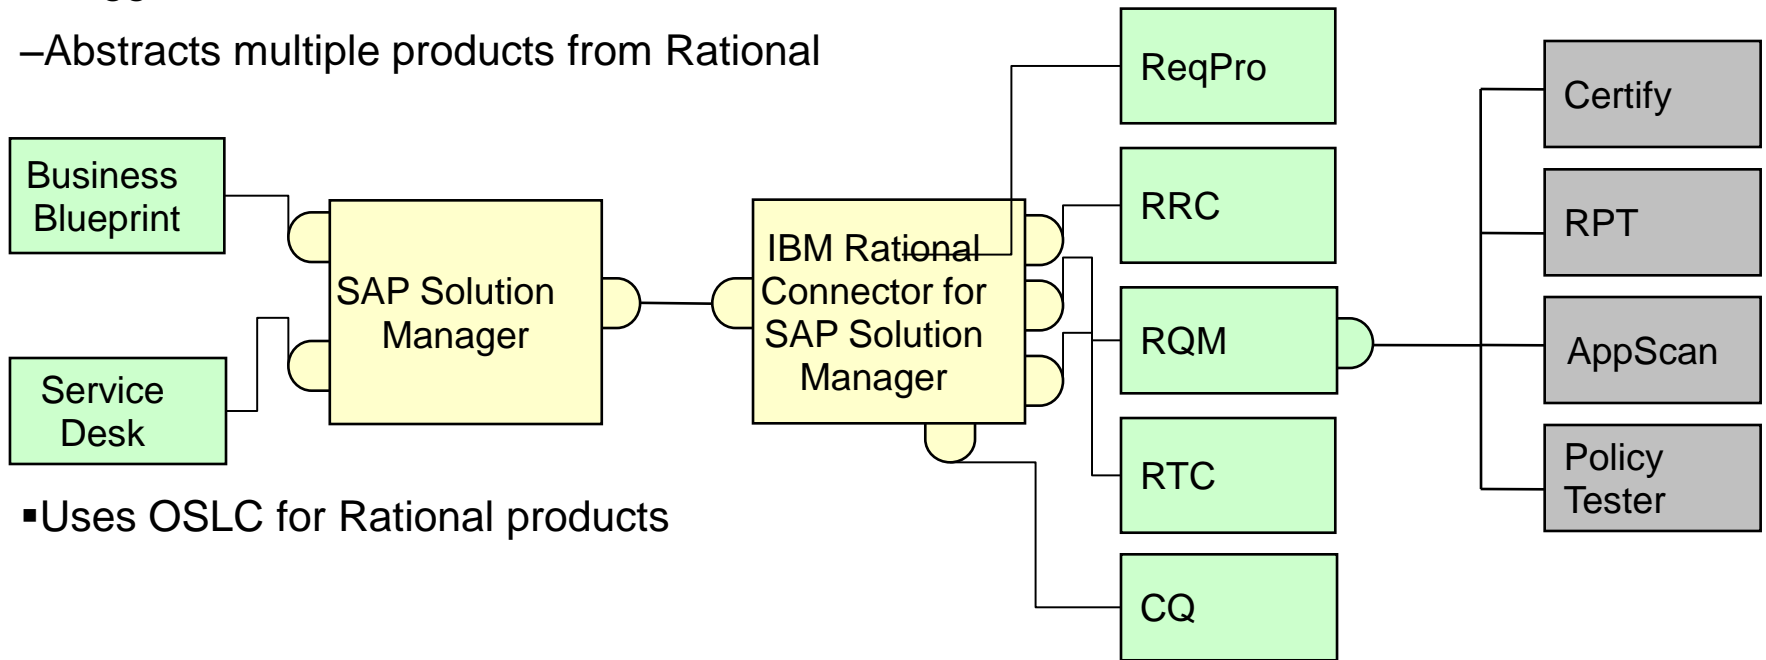 –Abstracts multiple products from Rational
Business
Blueprint
Service
Desk
SAP Solution
Manager
IBM Rational
Connector for
SAP Solution
Manager
ReqPro
RRC
RQM
RTC
CQ
Certify
RPT
AppScan
Policy
Tester
▪Uses OSLC for Rational products